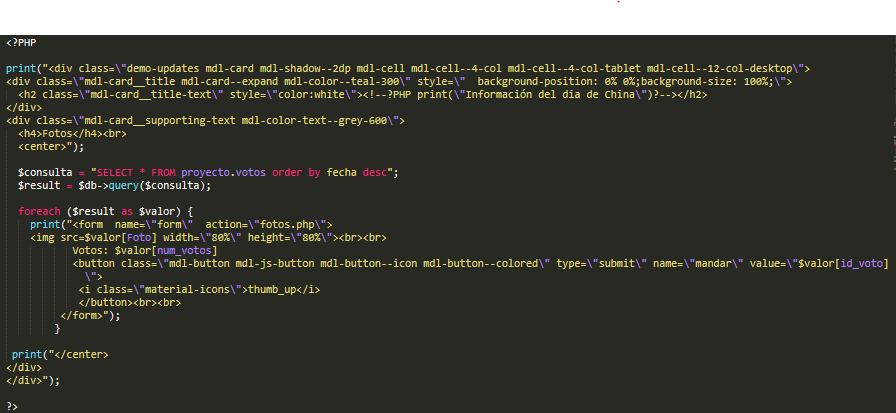 <?PHP
print("<div class=\"demo-updates mdl-card mdl-shadow--2dp mdl-cell mdl-cell--4-col mdl-cell--4-col-tablet mdl-cell--12-col-desktop\">
<div class=\"mdl-card__title mdl-card--expand mdl-color--teal-300\" style=\"  background-position: 0% 0%;background-size: 100%;\">
  <h2 class=\"mdl-card__title-text\" style=\"color:white\"><!--?PHP print(\"Información del dia de China\")?--></h2>
</div>
<div class=\"mdl-card__supporting-text mdl-color-text--grey-600\">
  <h4>Fotos</h4><br>
  <center>");
  $consulta = "SELECT * FROM proyecto.votos order by fecha desc";
  $result = $db->query($consulta);
  foreach ($result as $valor) {
    print("<form  name=\"form\"  action=\"fotos.php\">
    <img src=$valor[Foto] width=\"80%\" height=\"80%\"><br><br>
           Votos: $valor[num_votos]
           <button class=\"mdl-button mdl-js-button mdl-button--icon mdl-button--colored\" type=\"submit\" name=\"mandar\" value=\"$valor[id_voto]
             \">
            <i class=\"material-icons\">thumb_up</i>
            </button><br><br>
         </form>");
        }
 print("</center>
</div>
</div>");
?>